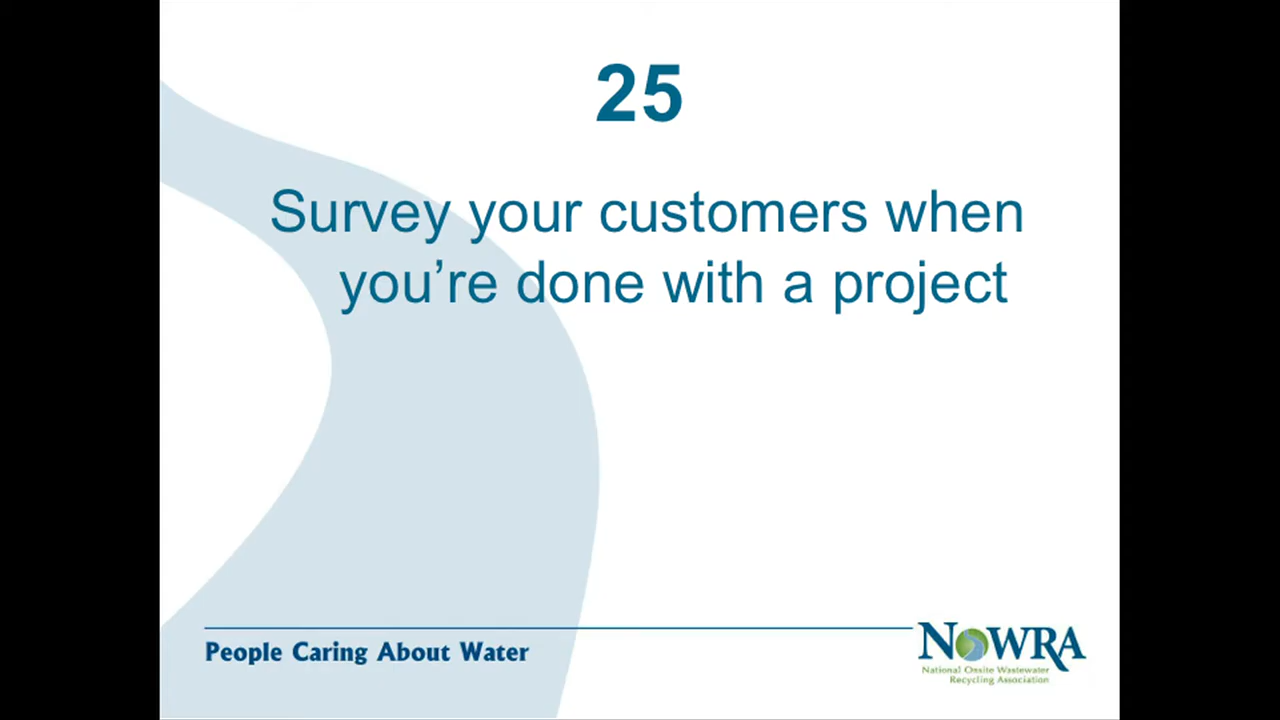 25
Survey your customers when
you’re done with a project
People Caring About Water
NOWRA
National Onsite Wastewater
Recycling Association